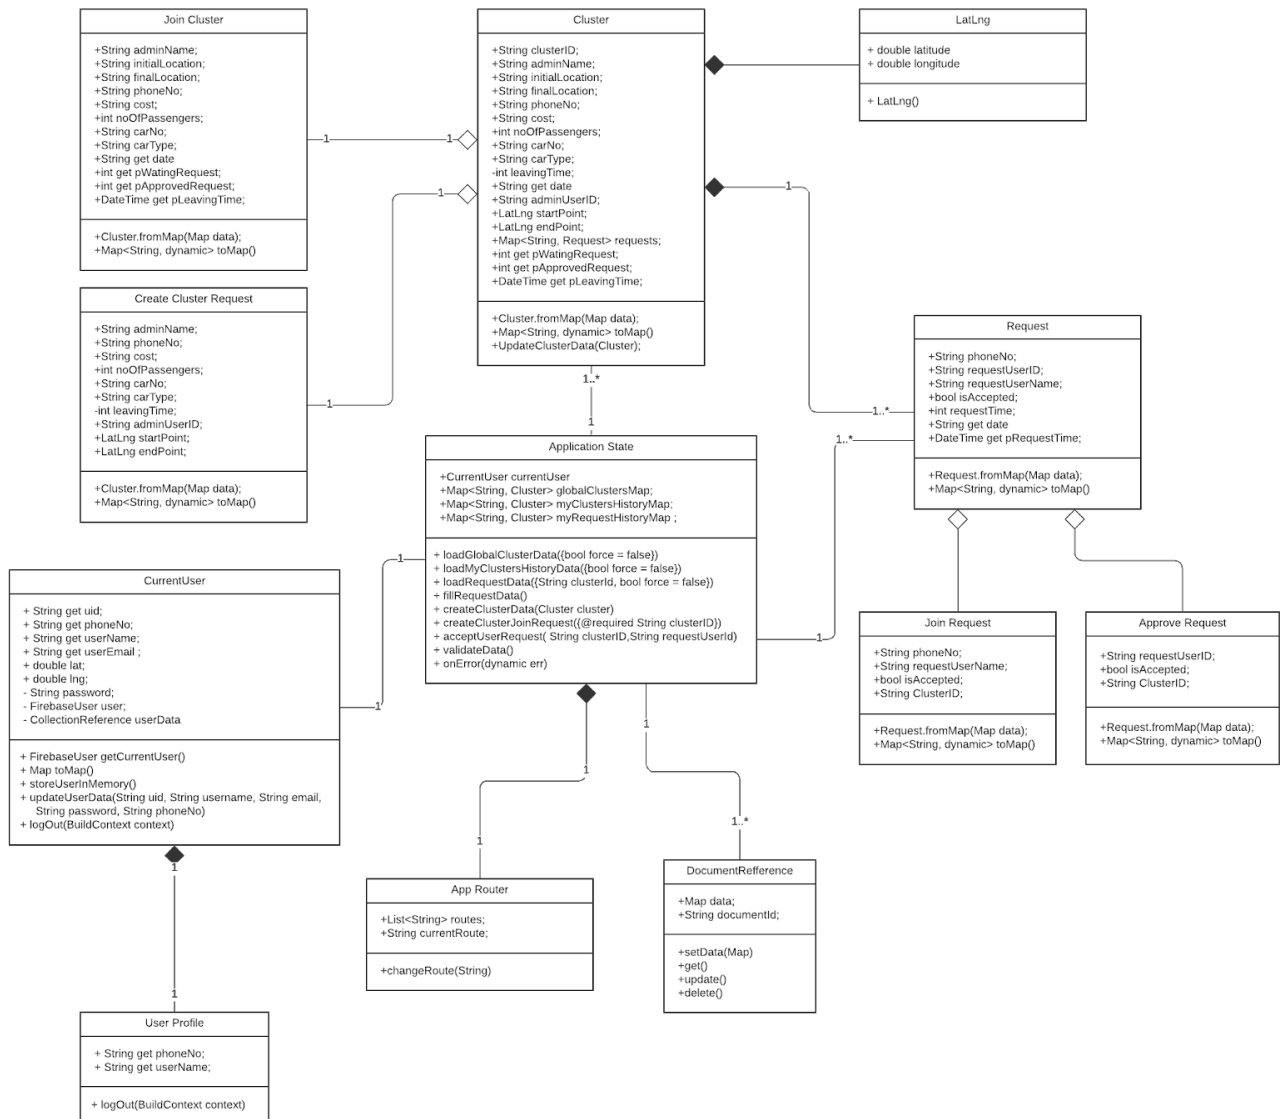 Join Cluster
+String adminName;
+String initialLocation;
+String finalLocation;
+String phoneNo;
+String cost;
+int noOfPassengers;
+String carNo;
+String carType;
+String get date
+int get pWatingRequest;
+int get pApprovedRequest;
+DateTime get pLeavingTime;
+Cluster.fromMap(Map data);
+Map<String, dynamic> toMap()
1
1
Cluster
+String clusterID;
+String adminName;
+String initialLocation;
+String finalLocation;
+String phoneNo;
+String cost;
+int noOfPassengers;
+String carNo;
+String carType;
-int leavingTime;
+String get date
+String adminUserID;
+LatLng startPoint;
+LatLng endPoint;
+Map<String, Request> requests;
+int get pWatingRequest;
+int get pApprovedRequest;
+DateTime get pLeavingTime;
+Cluster.fromMap(Map data);
+Map<String, dynamic> toMap()
+UpdateClusterData(Cluster);
LatLng
+ double latitude
+ double longitude
+ LatLng()
1
1
Create Cluster Request
+String adminName;
+String phoneNo;
+String cost;
+int noOfPassengers;
+String carNo;
+String carType;
-int leavingTime;
+String adminUserID;
+LatLng startPoint;
+LatLng endPoint;
+Cluster.fromMap(Map data);
+Map<String, dynamic> toMap()
1
1..*
1
1..*
1..*
Request
+String phoneNo;
+String requestUserID;
+String requestUserName;
+bool isAccepted;
+int requestTime;
+String get date
+DateTime get pRequestTime;
+Request.fromMap(Map data);
+Map<String, dynamic> toMap()
Application State
+CurrentUser currentUser
+Map<String, Cluster> globalClustersMap;
+Map<String, Cluster> myClustersHistoryMap;
+Map<String, Cluster> myRequestHistoryMap ;
+ loadGlobalClusterData({bool force = false})
+ loadMyClustersHistoryData({bool force = false})
+ loadRequestData({String clusterId, bool force = false})
+ fillRequestData()
+ createClusterData(Cluster cluster)
+ createClusterJoinRequest({@required String clusterID})
+ acceptUserRequest( String clusterID,String requestUserId)
+ validateData()
+ onError(dynamic err)
1
1
1
CurrentUser
+ String get uid;
+ String get phoneNo;
+ String get userName;
+ String get userEmail ;
+ double lat;
+ double lng;
- String password;
- FirebaseUser user;
- CollectionReference userData
+ FirebaseUser getCurrentUser()
+ Map toMap()
+ storeUserInMemory()
+ updateUserData(String uid, String username, String email,
String password, String phoneNo)
+ logOut(BuildContext context)
Join Request
+String phoneNo;
+String requestUserName;
+bool isAccepted;
+String ClusterID;
+Request.fromMap(Map data);
+Map<String, dynamic> toMap()
Approve Request
+String requestUserID;
+bool isAccepted;
+String ClusterID;
+Request.fromMap(Map data);
+Map<String, dynamic> toMap()
1
1
1
1..*
1
1
App Router
+List<String> routes;
+String currentRoute;
+changeRoute(String)
DocumentRefference
+Map data;
+String documentId;
+setData(Map)
+get()
+update()
+delete()
User Profile
+ String get phoneNo;
+ String get userName;
+ logOut(BuildContext context)